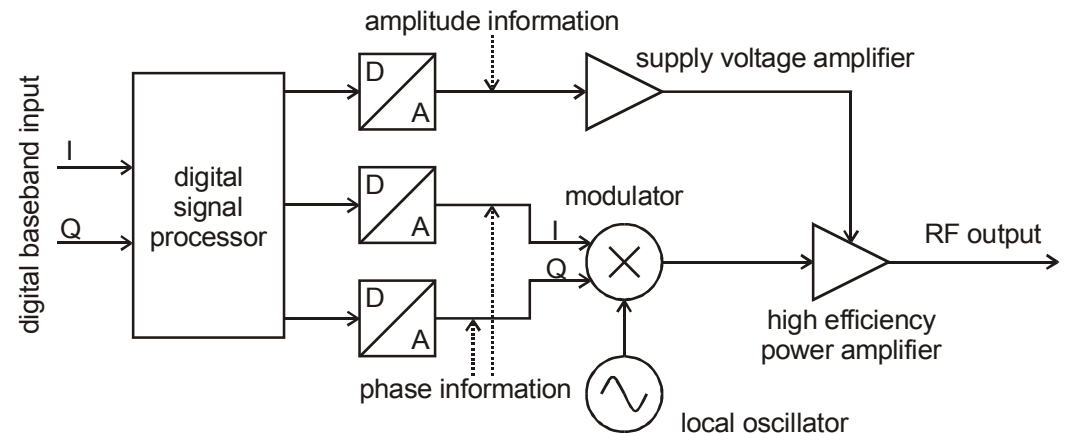 amplitude information
supply voltage amplifier
digital baseband input
I
Q
digital
signal
processor
D
A
D
A
D
A
modulator
I
Q
RF output
high efficiency
power amplifier
phase information
local oscillator